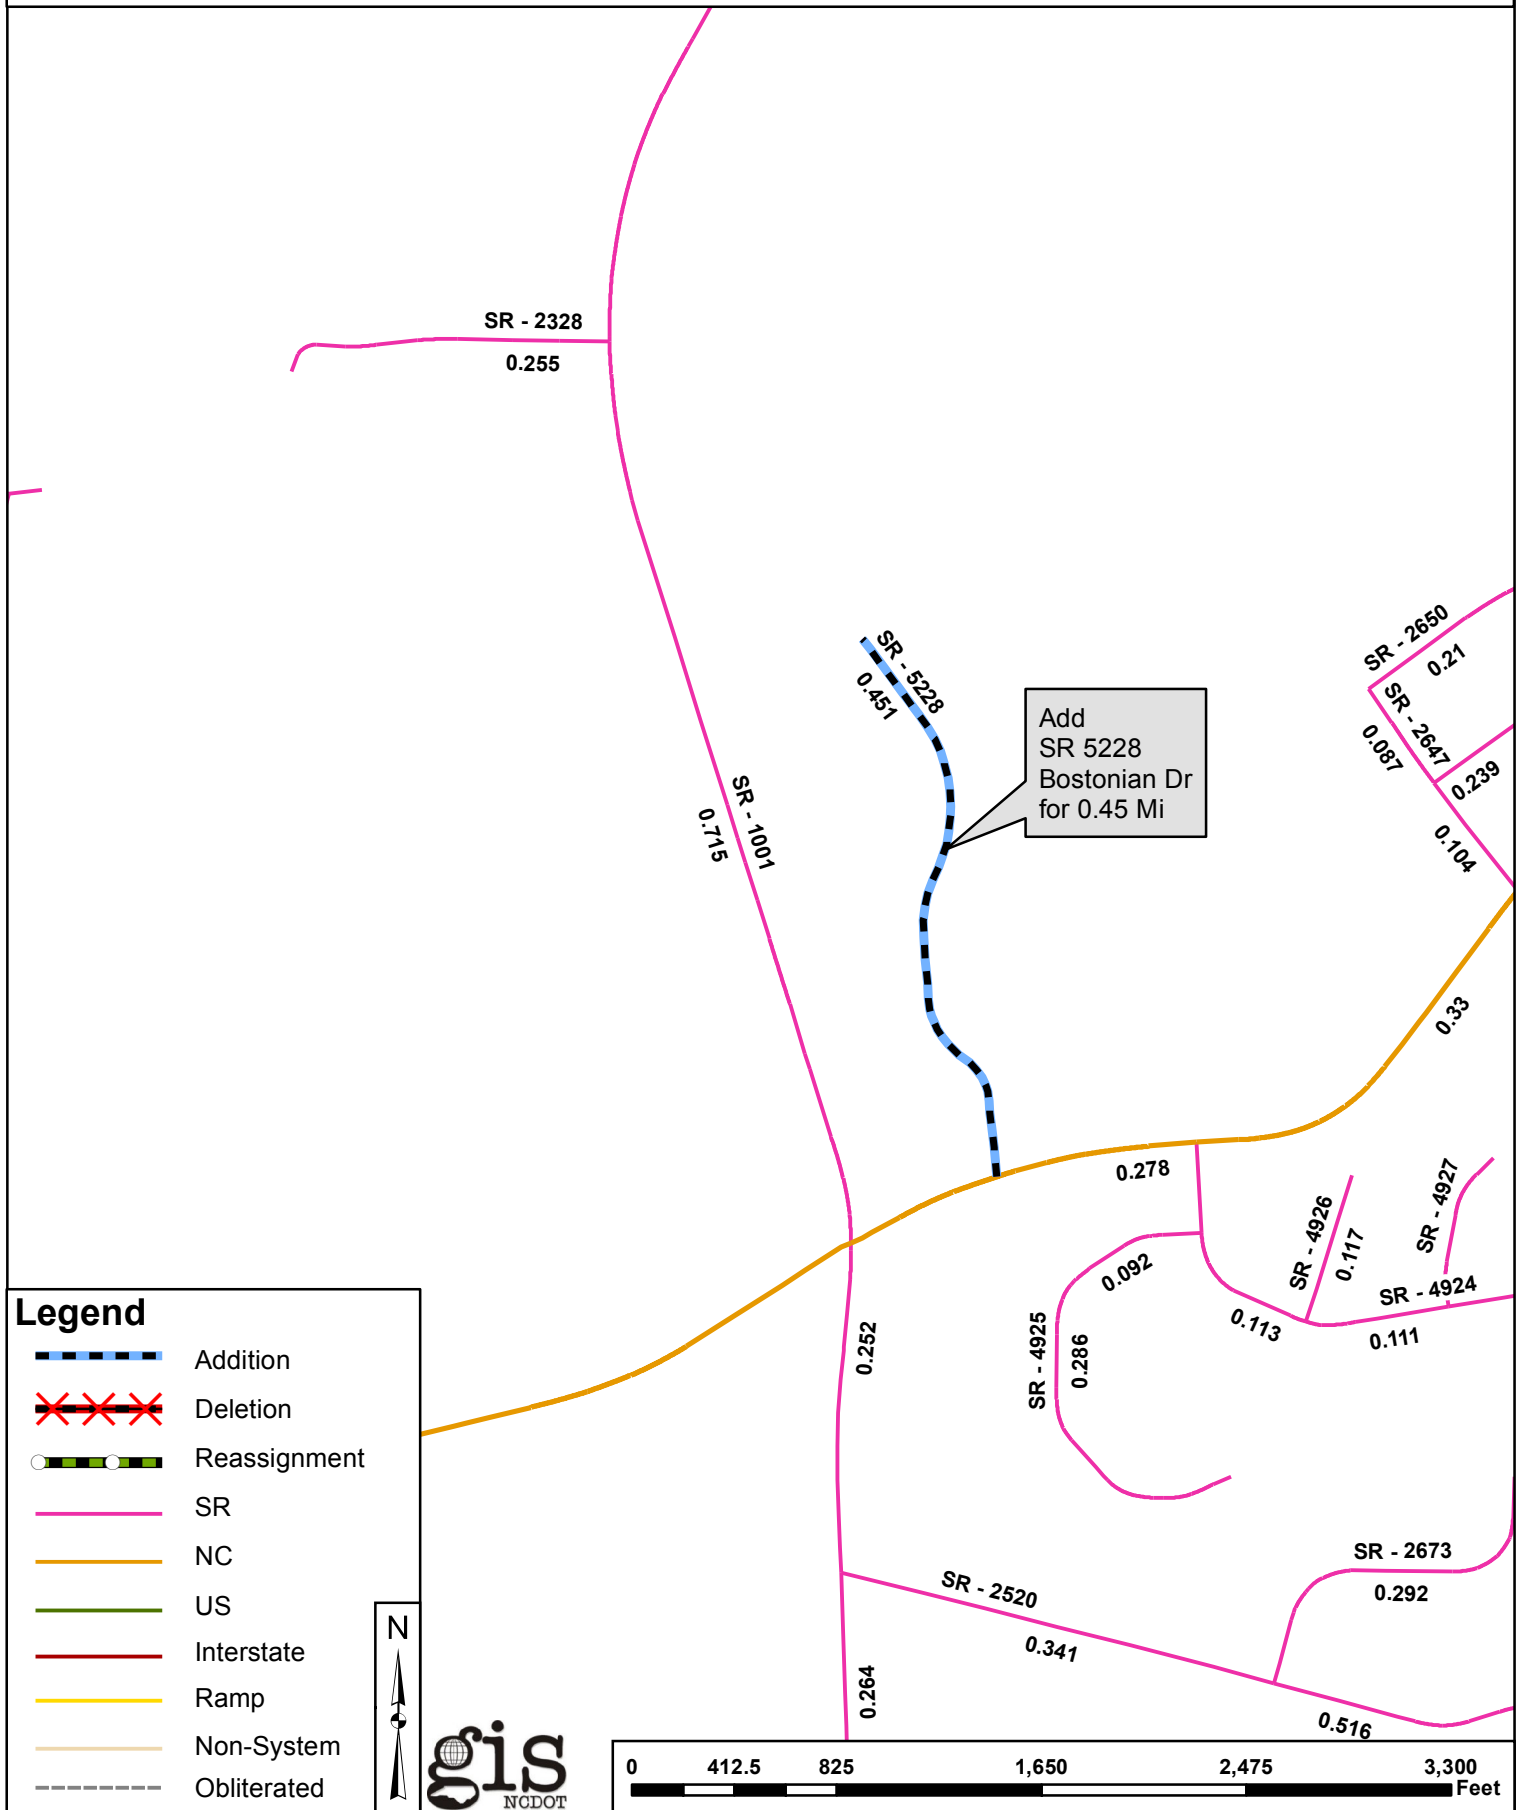 SR - 2328
0.255
SR - 5228
0.451
SR - 2650
0.21
SR - 2647
0.087
0.239
0.104
Add
SR 5228
Bostonian Dr
for 0.45 Mi
SR - 1001
0.715
0.33
0.278
SR - 4926
0.117
SR - 4927
0.092
SR - 4924
0.113
0.111
SR - 4925
0.286
0.252
SR - 2673
0.292
SR - 2520
0.341
0.264
0.516
Legend
Addition
Deletion
Reassignment
SR
NC
US
Interstate
Ramp
Non-System
Obliterated
N
gis
NCDOT
0 412.5 825 1,650 2,475 3,300
Feet